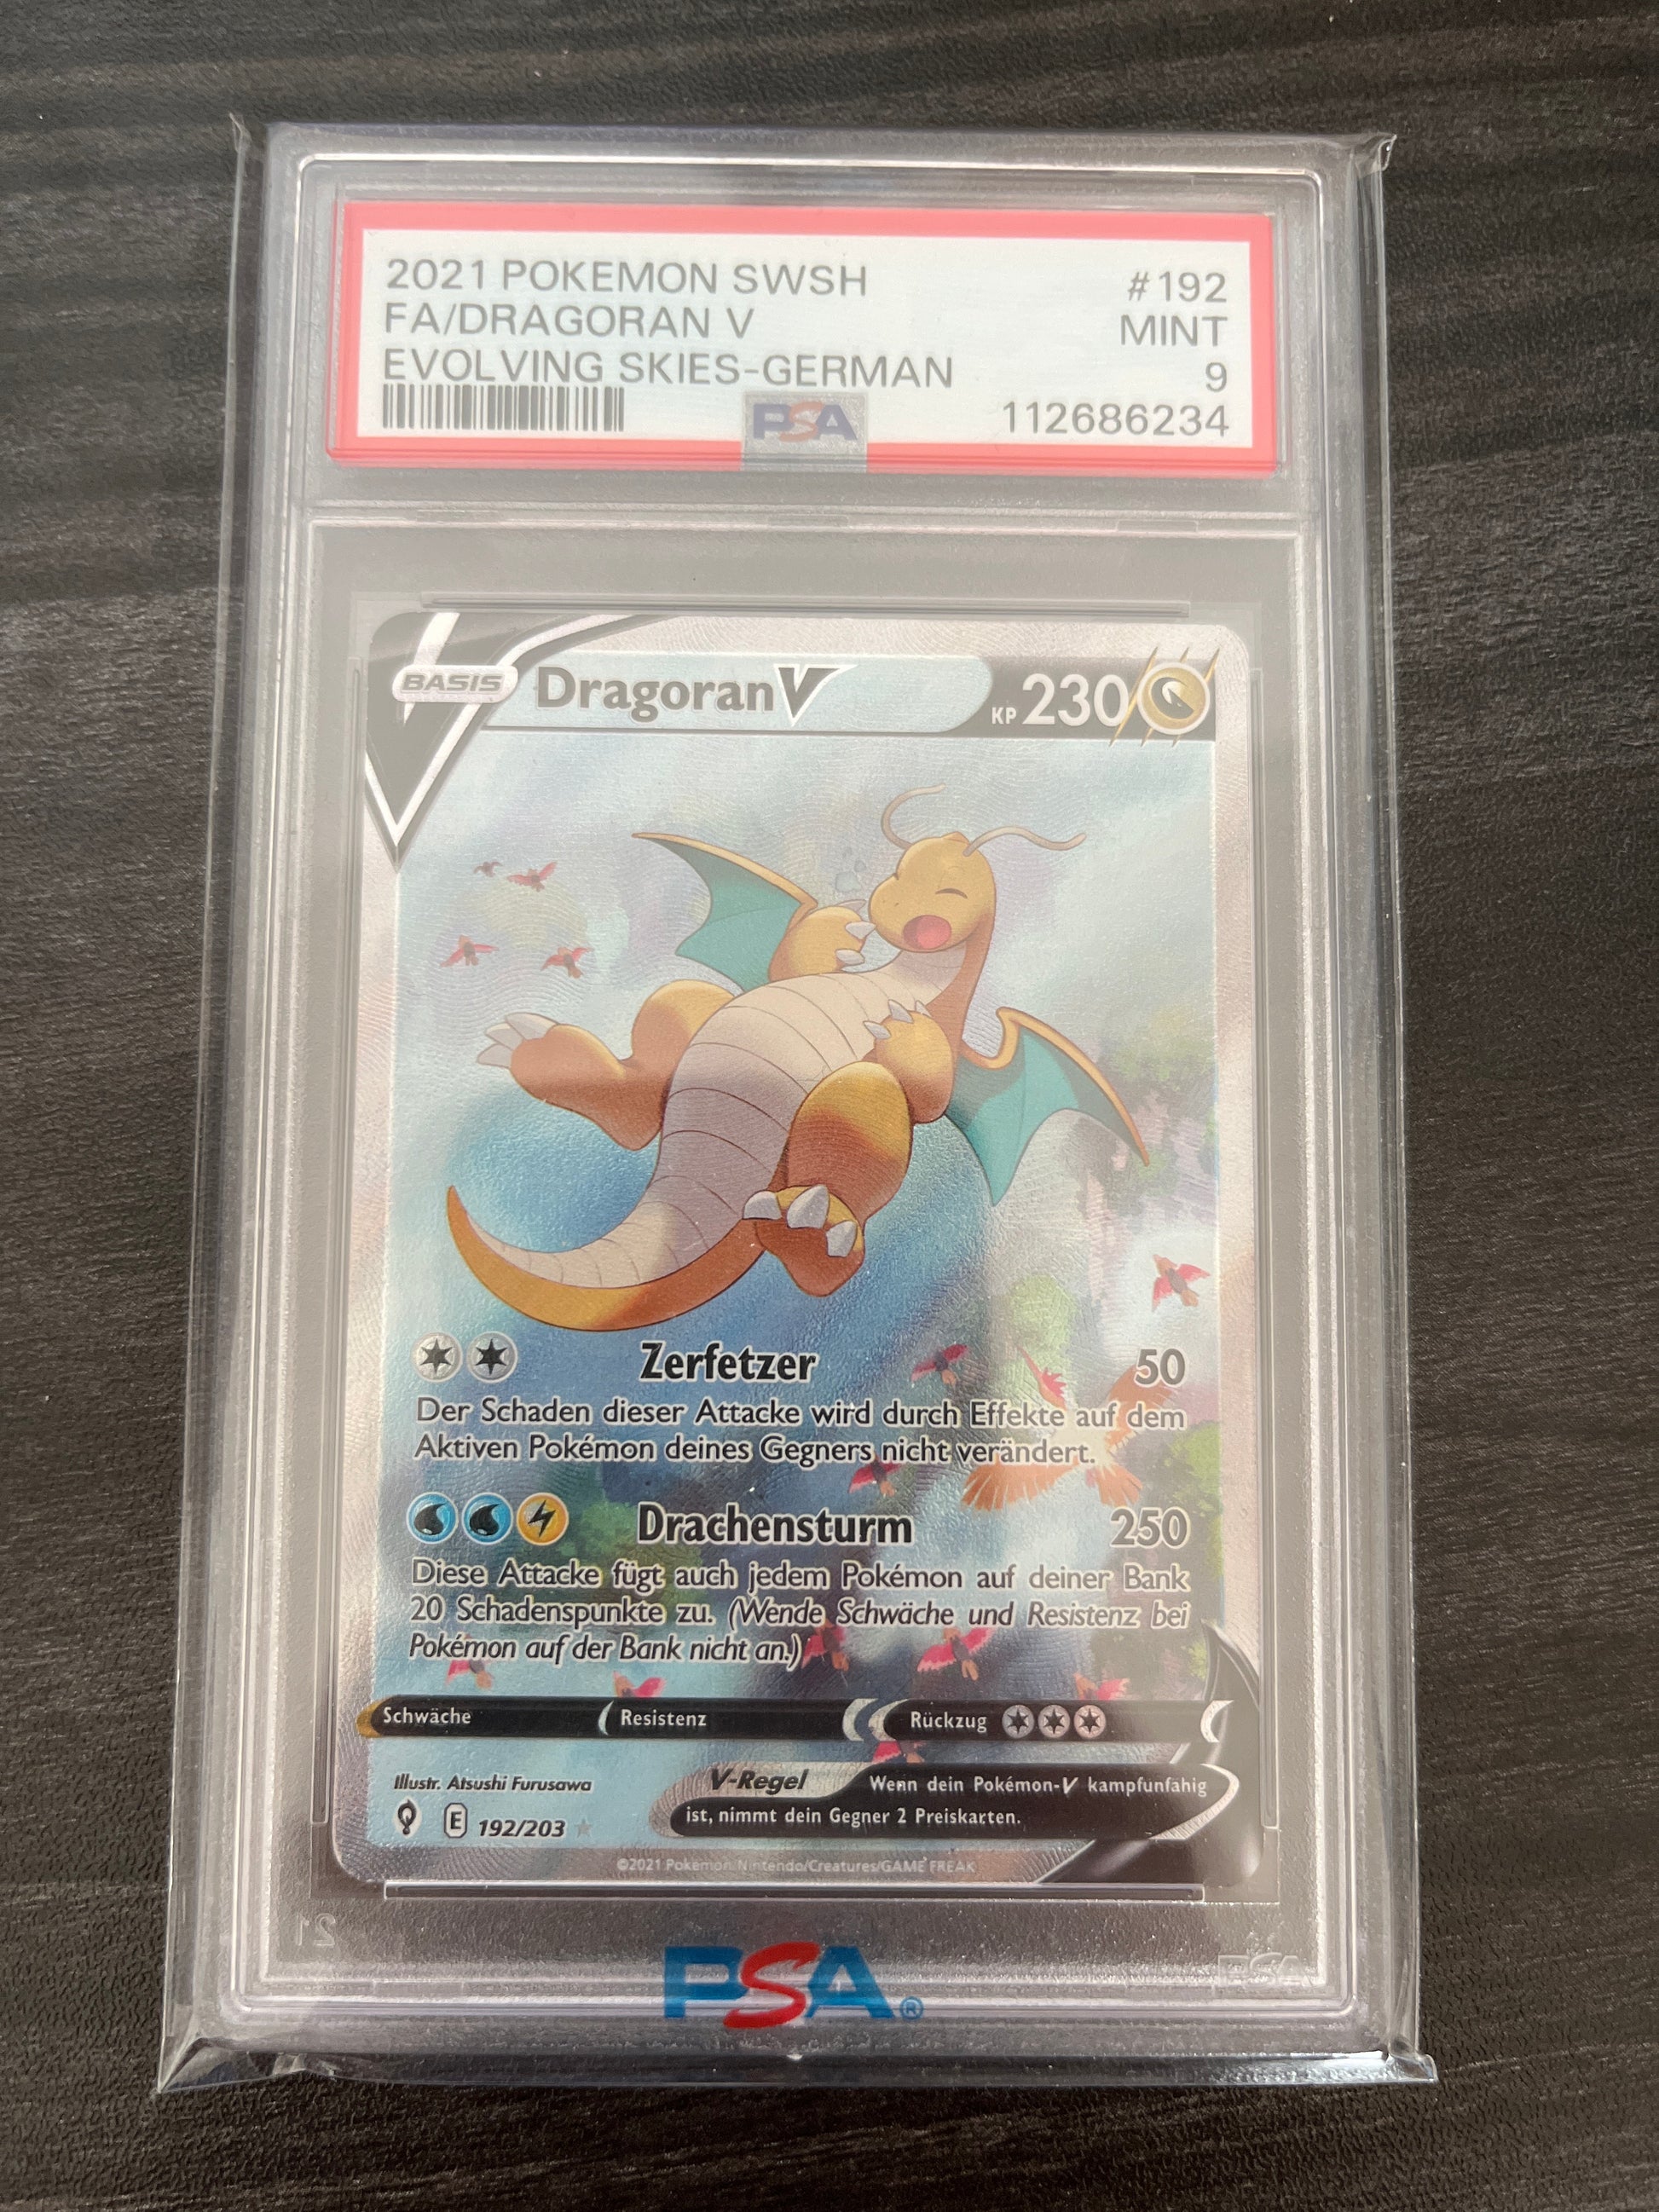 2021 POKEMON SWSH #192
FA/DRAGORAN V MINT
EVOLVING SKIES-GERMAN 9
PSA 112686234
BASIS DragoranV KP 230
Zerfetzer 50
Der Schaden dieser Attacke wird durch Effekte auf dem
Aktiven Pokémon deines Gegners nicht verändert.
Drachensturm 250
Diese Attacke fügt auch jedem Pokémon auf deiner Bank
20 Schadenspunkte zu. (Wende Schwäche und Resistenz bei
Pokémon auf der Bank nicht an.)
Schwäche Resistenz Rückzug
Illustr. Atsushi Furusawa
V-Regel Wenn dein Pokémon-V kampfunfähig
ist, nimmt dein Gegner 2 Preiskarten.
E 192/203
©2021 Pokémon/Nintendo/Creatures/GAME FREAK
PSA®
PSA